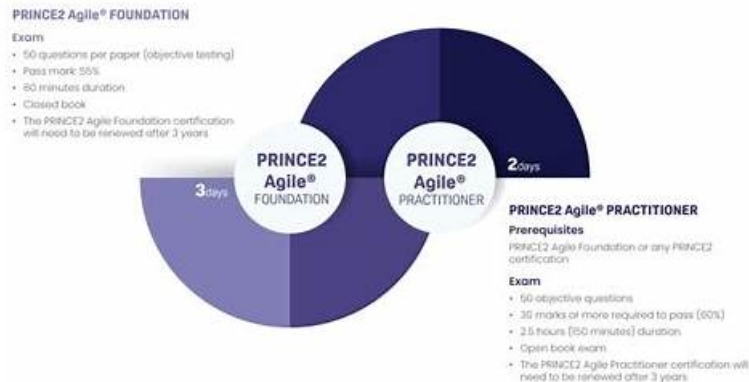 PRINCE2 Agile® FOUNDATION
Exam
• 50 questions per paper (objective testing)
• Pass mark: 55%
• 60 minutes duration
• Closed book
• The PRINCE2 Agile Foundation certification
will need to be renewed after 3 years
3days
PRINCE2
Agile®
FOUNDATION
PRINCE2
Agile®
PRACTITIONER
2days
PRINCE2 Agile® PRACTITIONER
Prerequisites
PRINCE2 Agile Foundation or any PRINCE2
certification
Exam
• 50 objective questions
• 30 marks or more required to pass (60%)
• 2.5 hours (150 minutes) duration
• Open book exam
• The PRINCE2 Agile Practitioner certification will
need to be renewed after 3 years